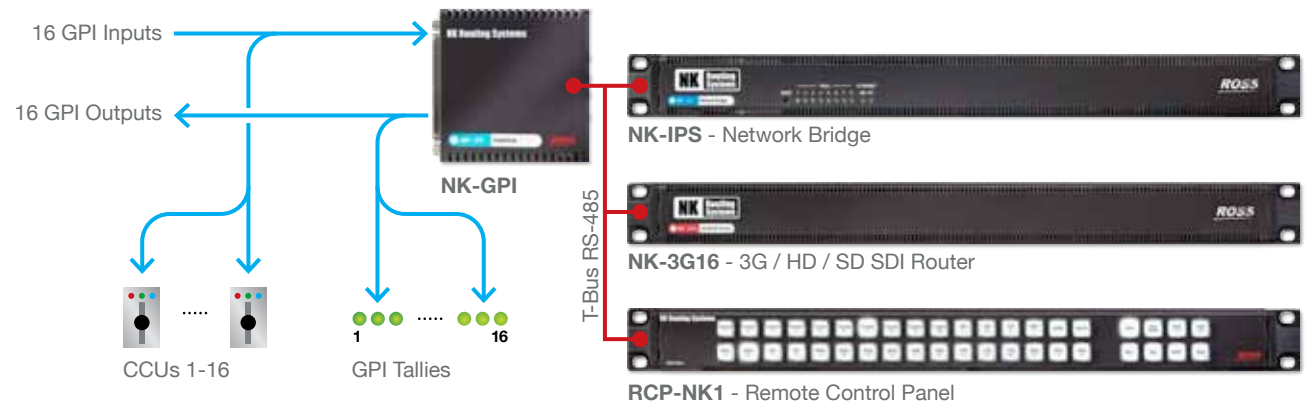 16 GPI Inputs
16 GPI Outputs
NK Routing Systems
NK-GPI
CCUs 1-16
1 ..... 16
GPI Tallies
T-Bus RS-485
NK Routing Systems
ROSS
NK-IPS - Network Bridge
NK Routing Systems
ROSS
NK-3G16 - 3G / HD / SD SDI Router
NK Routing Systems
RCP-NK1 - Remote Control Panel